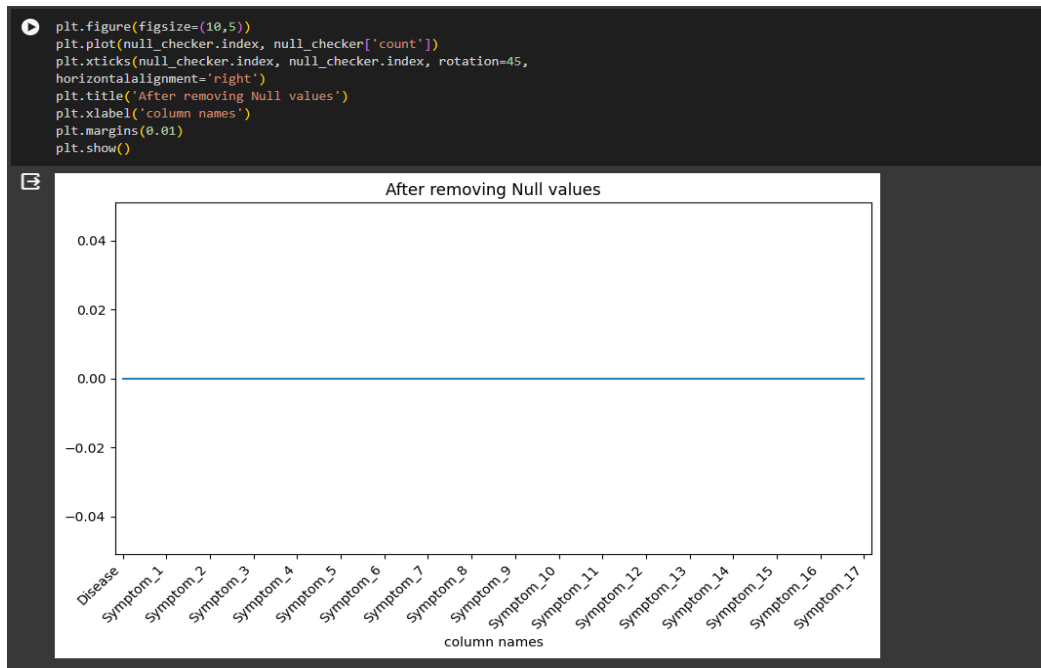 plt.figure(figsize=(10,5))
plt.plot(null_checker.index, null_checker['count'])
plt.xticks(null_checker.index, null_checker.index, rotation=45,
horizontalalignment='right')
plt.title('After removing Null values')
plt.xlabel('column names')
plt.margins(0.01)
plt.show()
After removing Null values
0.04
0.02
0.00
−0.02
−0.04
Disease
Symptom_1
Symptom_2
Symptom_3
Symptom_4
Symptom_5
Symptom_6
Symptom_7
Symptom_8
Symptom_9
Symptom_10
Symptom_11
Symptom_12
Symptom_13
Symptom_14
Symptom_15
Symptom_16
Symptom_17
column names